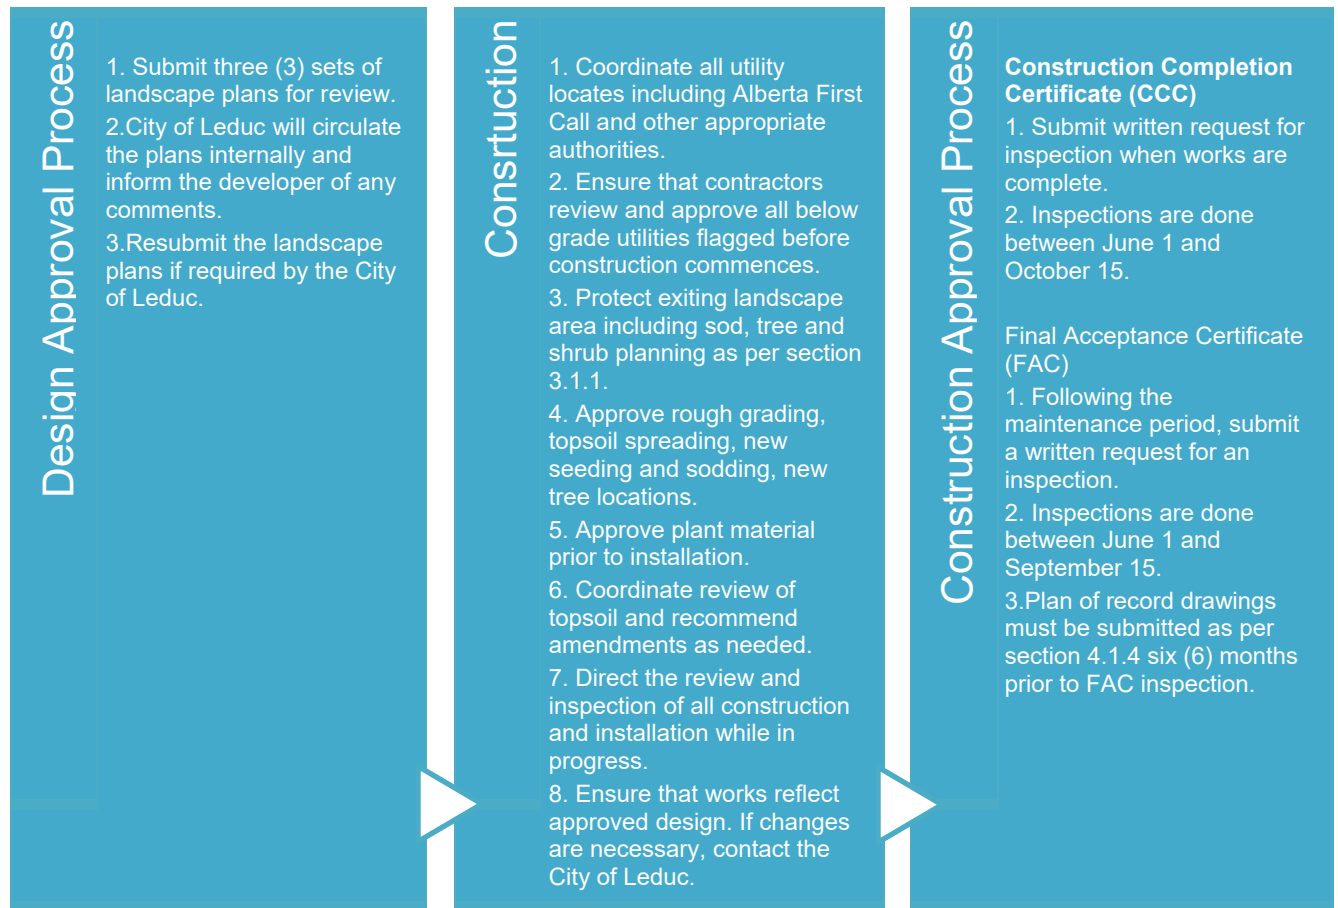 Design Approval Process
1. Submit three (3) sets of
landscape plans for review.
2.City of Leduc will circulate
the plans internally and
inform the developer of any
comments.
3.Resubmit the landscape
plans if required by the City
of Leduc.
Consrtuction
1. Coordinate all utility
locates including Alberta First
Call and other appropriate
authorities.
2. Ensure that contractors
review and approve all below
grade utilities flagged before
construction commences.
3. Protect exiting landscape
area including sod, tree and
shrub planning as per section
3.1.1.
4. Approve rough grading,
topsoil spreading, new
seeding and sodding, new
tree locations.
5. Approve plant material
prior to installation.
6. Coordinate review of
topsoil and recommend
amendments as needed.
7. Direct the review and
inspection of all construction
and installation while in
progress.
8. Ensure that works reflect
approved design. If changes
are necessary, contact the
City of Leduc.
Construction Approval Process
Construction Completion
Certificate (CCC)
1. Submit written request for
inspection when works are
complete.
2. Inspections are done
between June 1 and
October 15.
Final Acceptance Certificate
(FAC)
1. Following the
maintenance period, submit
a written request for an
inspection.
2. Inspections are done
between June 1 and
September 15.
3.Plan of record drawings
must be submitted as per
section 4.1.4 six (6) months
prior to FAC inspection.